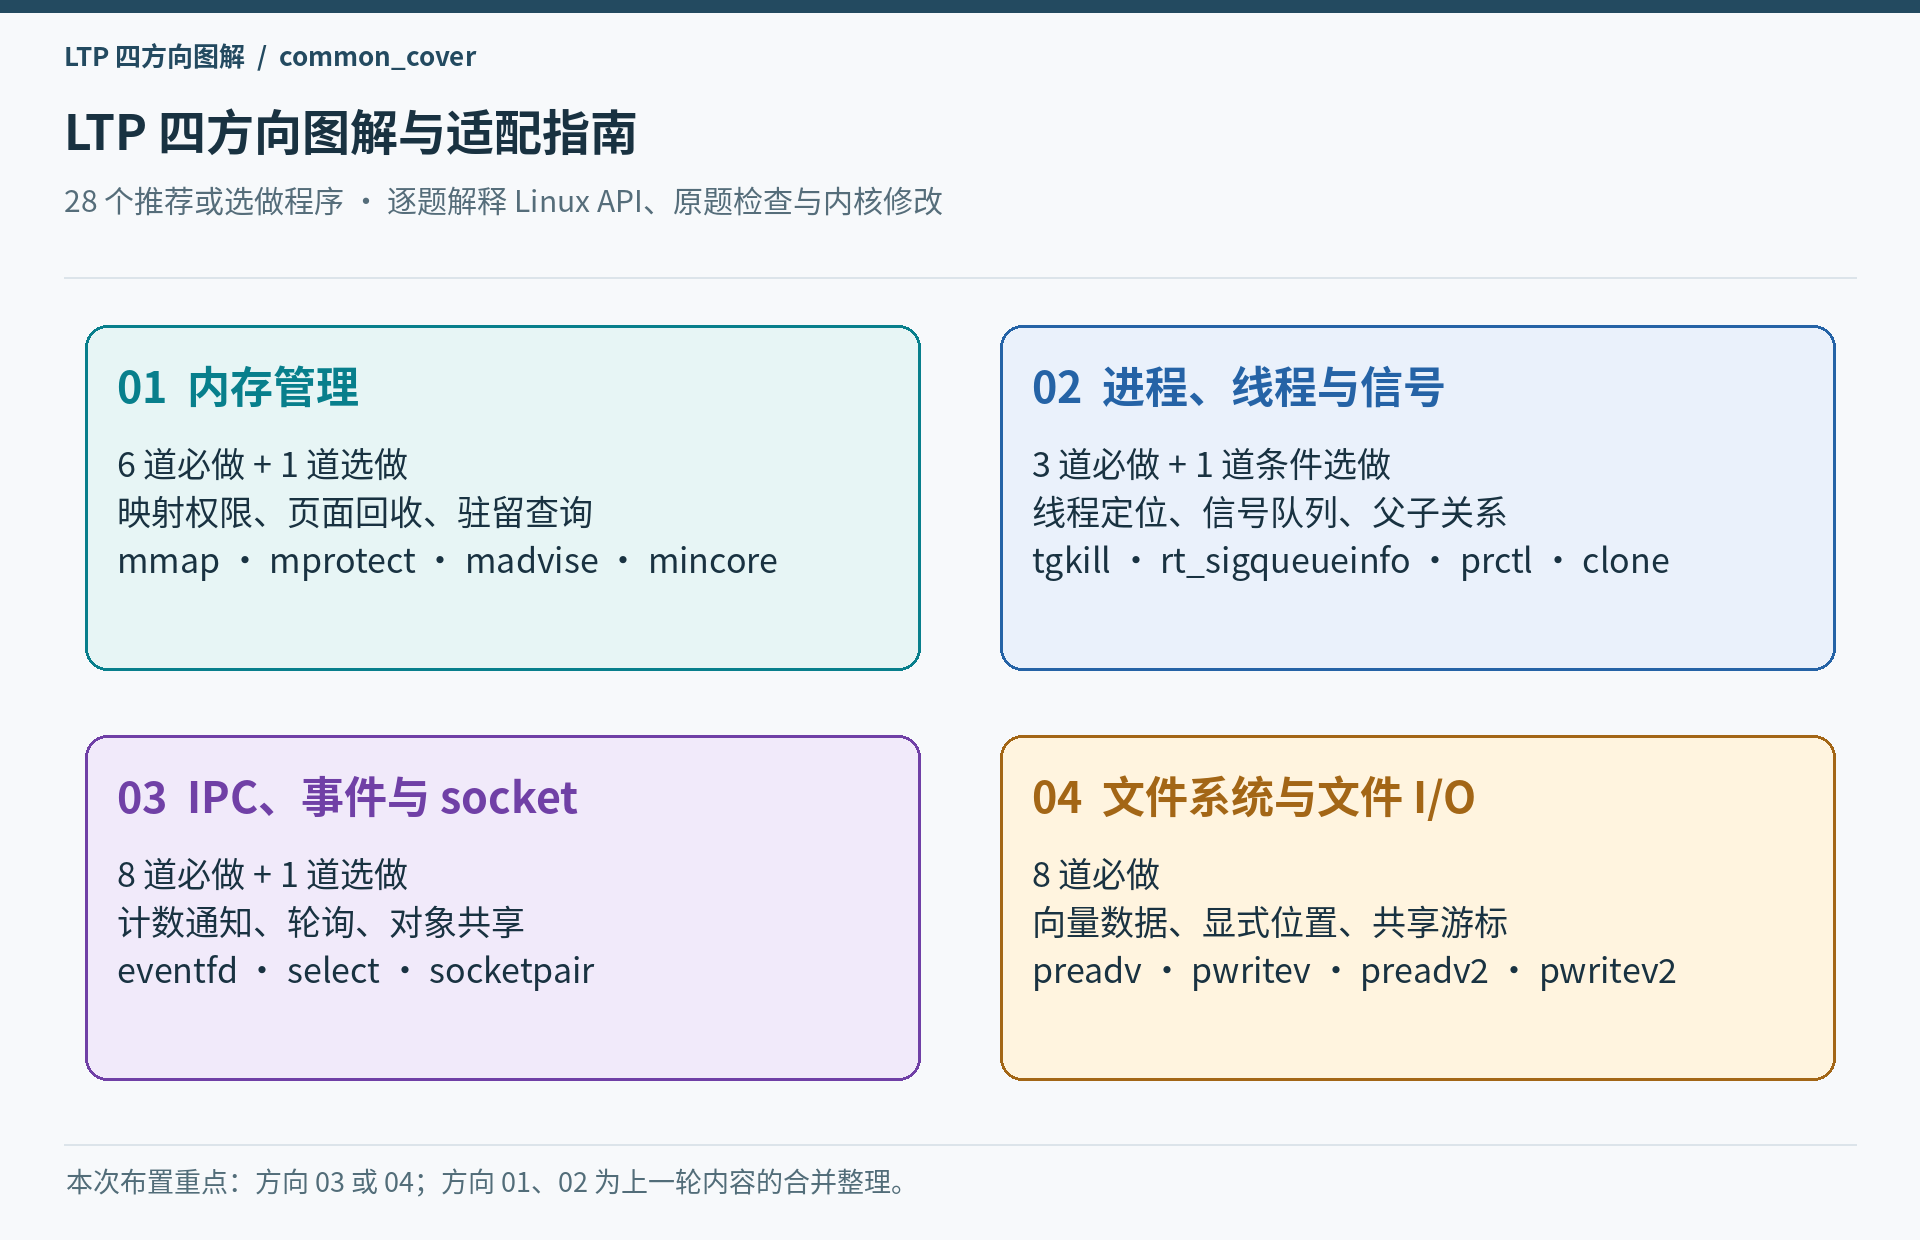 LTP 四方向图解 / common_cover
LTP 四方向图解与适配指南
28 个推荐或选做程序 · 逐题解释 Linux API、原题检查与内核修改
01 内存管理
6 道必做 + 1 道选做
映射权限、页面回收、驻留查询
mmap · mprotect · madvise · mincore
02 进程、线程与信号
3 道必做 + 1 道条件选做
线程定位、信号队列、父子关系
tgkill · rt_sigqueueinfo · prctl · clone
03 IPC、事件与 socket
8 道必做 + 1 道选做
计数通知、轮询、对象共享
eventfd · select · socketpair
04 文件系统与文件 I/O
8 道必做
向量数据、显式位置、共享游标
preadv · pwritev · preadv2 · pwritev2
本次布置重点：方向 03 或 04；方向 01、02 为上一轮内容的合并整理。